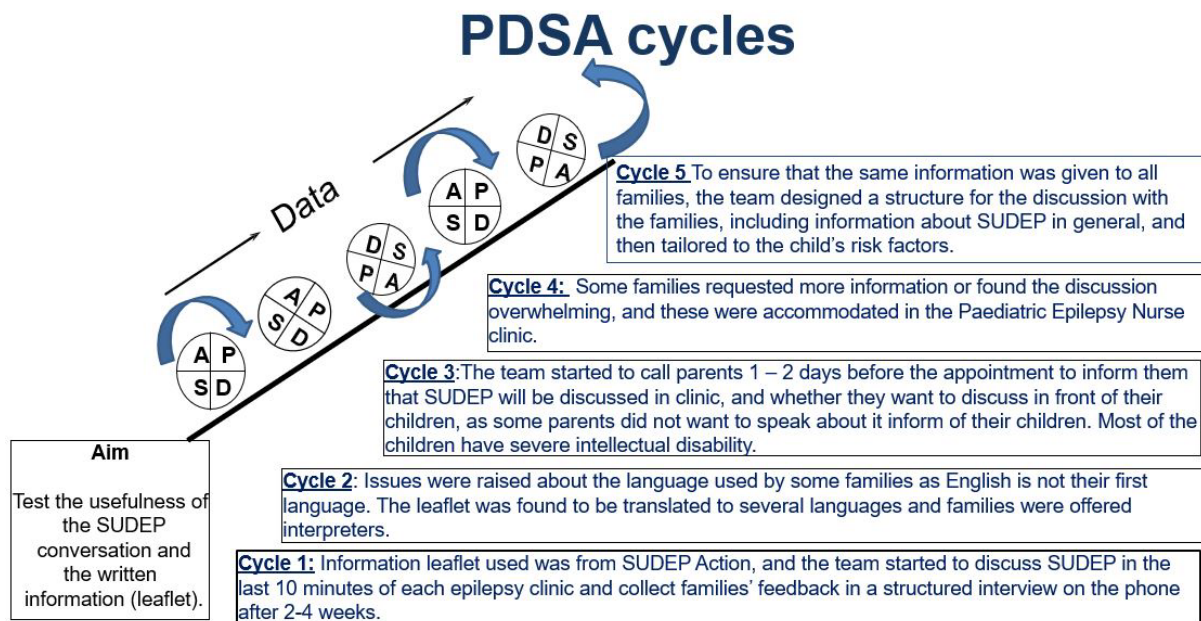 PDSA cycles
Data
D S
P A
A P
S D
D S
P A
A P
S D
A P
S D
Cycle 5 To ensure that the same information was given to all
families, the team designed a structure for the discussion with
the families, including information about SUDEP in general, and
then tailored to the child's risk factors.
Cycle 4: Some families requested more information or found the discussion
overwhelming, and these were accommodated in the Paediatric Epilepsy Nurse
clinic.
Cycle 3:The team started to call parents 1 – 2 days before the appointment to inform them
that SUDEP will be discussed in clinic, and whether they want to discuss in front of their
children, as some parents did not want to speak about it inform of their children. Most of the
children have severe intellectual disability.
Cycle 2: Issues were raised about the language used by some families as English is not their first
language. The leaflet was found to be translated to several languages and families were offered
interpreters.
Cycle 1: Information leaflet used was from SUDEP Action, and the team started to discuss SUDEP in the
last 10 minutes of each epilepsy clinic and collect families' feedback in a structured interview on the phone
after 2-4 weeks.
Aim
Test the usefulness of
the SUDEP
conversation and
the written
information (leaflet).